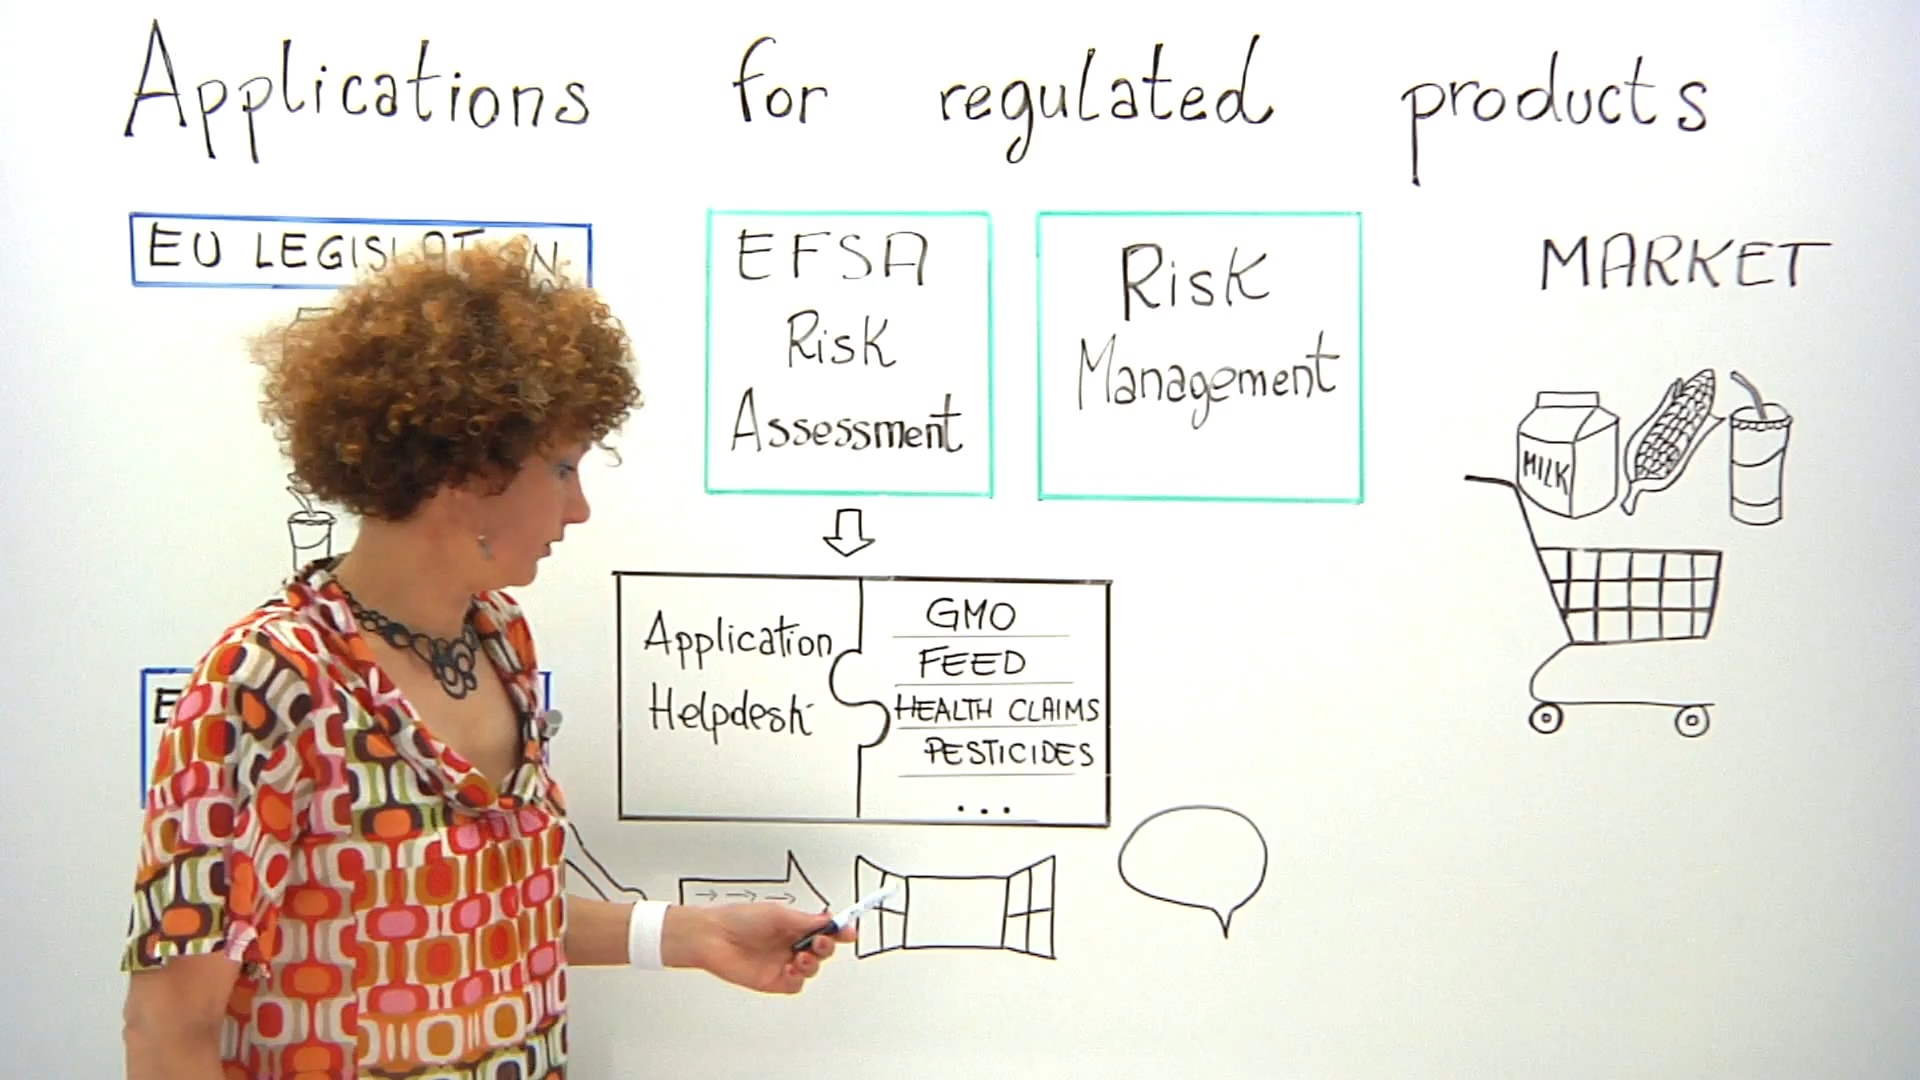 Applications for regulated products
EU LEGISLATION
EFSA
Risk
Assessment
Risk
Management
MARKET
MILK
Application
Helpdesk
GMO
FEED
HEALTH CLAIMS
PESTICIDES
...